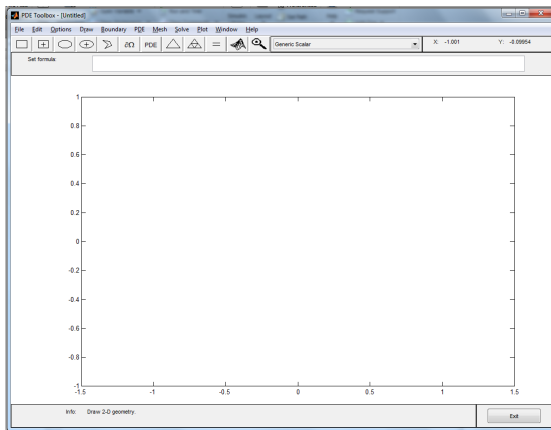 PDE Toolbox - [Untitled]
File Edit Options Draw Boundary PDE Mesh Solve Plot Window Help
∂Ω PDE = Generic Scalar X: -1.001 Y: -0.09954
Set formula:
1
0.8
0.6
0.4
0.2
0
-0.2
-0.4
-0.6
-0.8
-1
-1.5 -1 -0.5 0 0.5 1 1.5
Info: Draw 2-D geometry. Exit